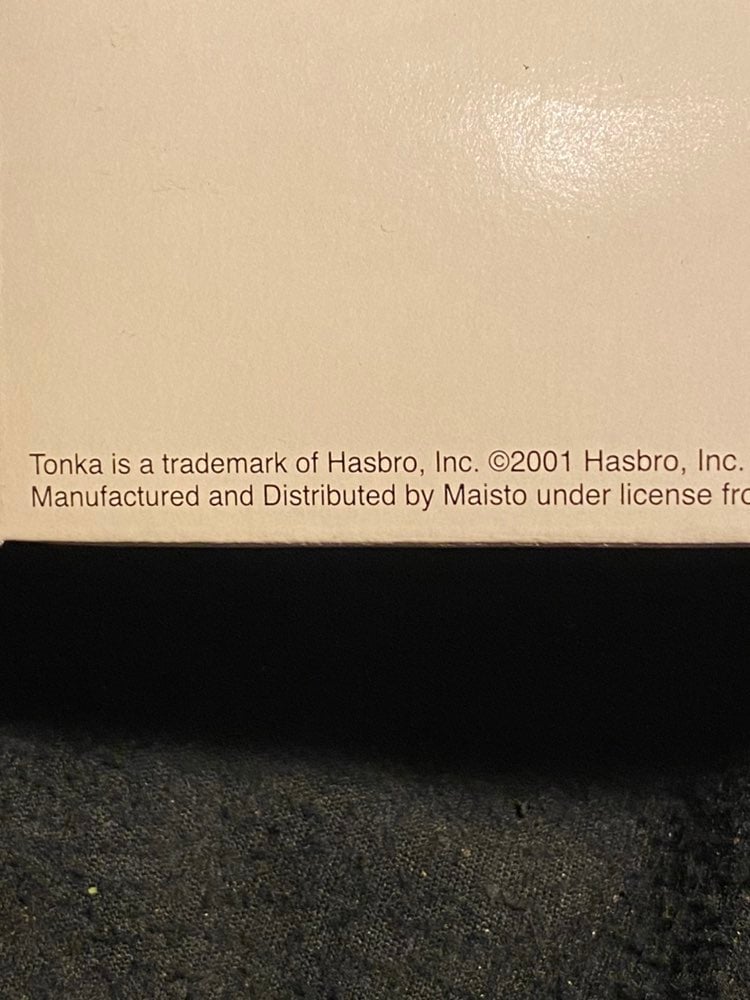 Tonka is a trademark of Hasbro, Inc. ©2001 Hasbro, Inc.
Manufactured and Distributed by Maisto under license